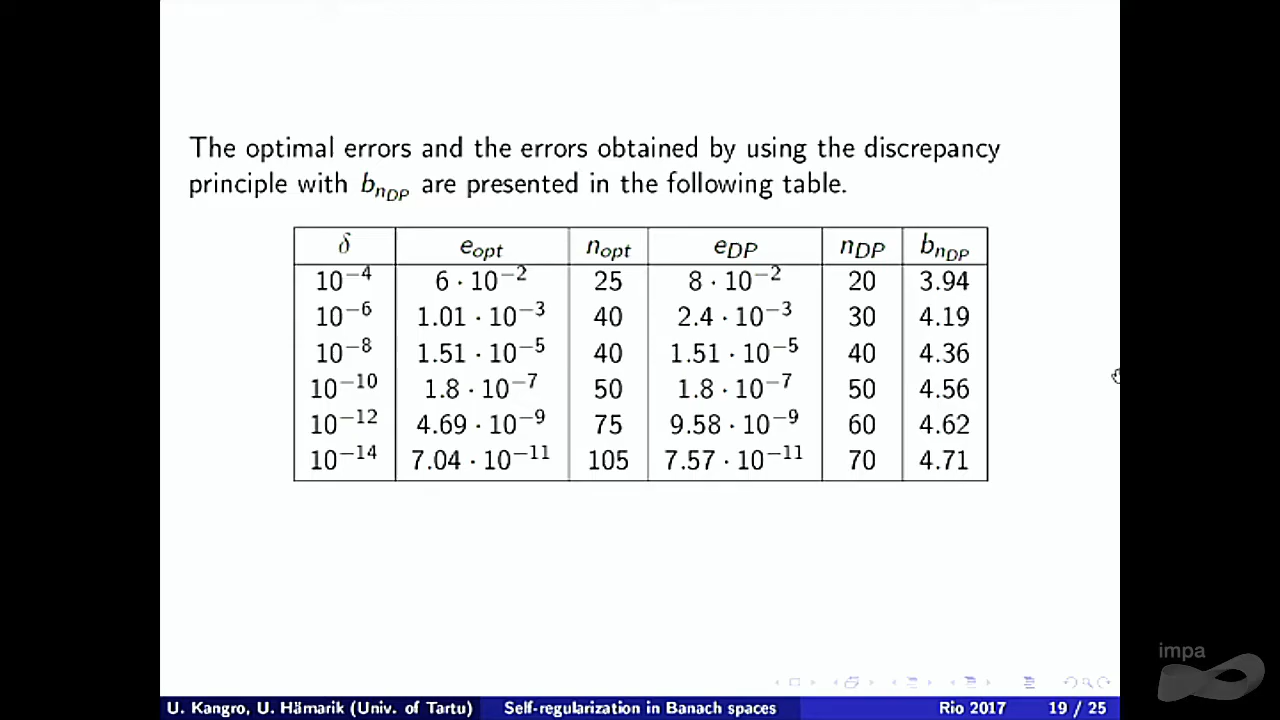 The optimal errors and the errors obtained by using the discrepancy
principle with b_{n_{DP}} are presented in the following table.
δ e_{opt} n_{opt} e_{DP} n_{DP} b_{n_{DP}}
10^{−4} 6 · 10^{−2} 25 8 · 10^{−2} 20 3.94
10^{−6} 1.01 · 10^{−3} 40 2.4 · 10^{−3} 30 4.19
10^{−8} 1.51 · 10^{−5} 40 1.51 · 10^{−5} 40 4.36
10^{−10} 1.8 · 10^{−7} 50 1.8 · 10^{−7} 50 4.56
10^{−12} 4.69 · 10^{−9} 75 9.58 · 10^{−9} 60 4.62
10^{−14} 7.04 · 10^{−11} 105 7.57 · 10^{−11} 70 4.71
impa
U. Kangro, U. Hämarik (Univ. of Tartu) Self-regularization in Banach spaces Rio 2017 19 / 25